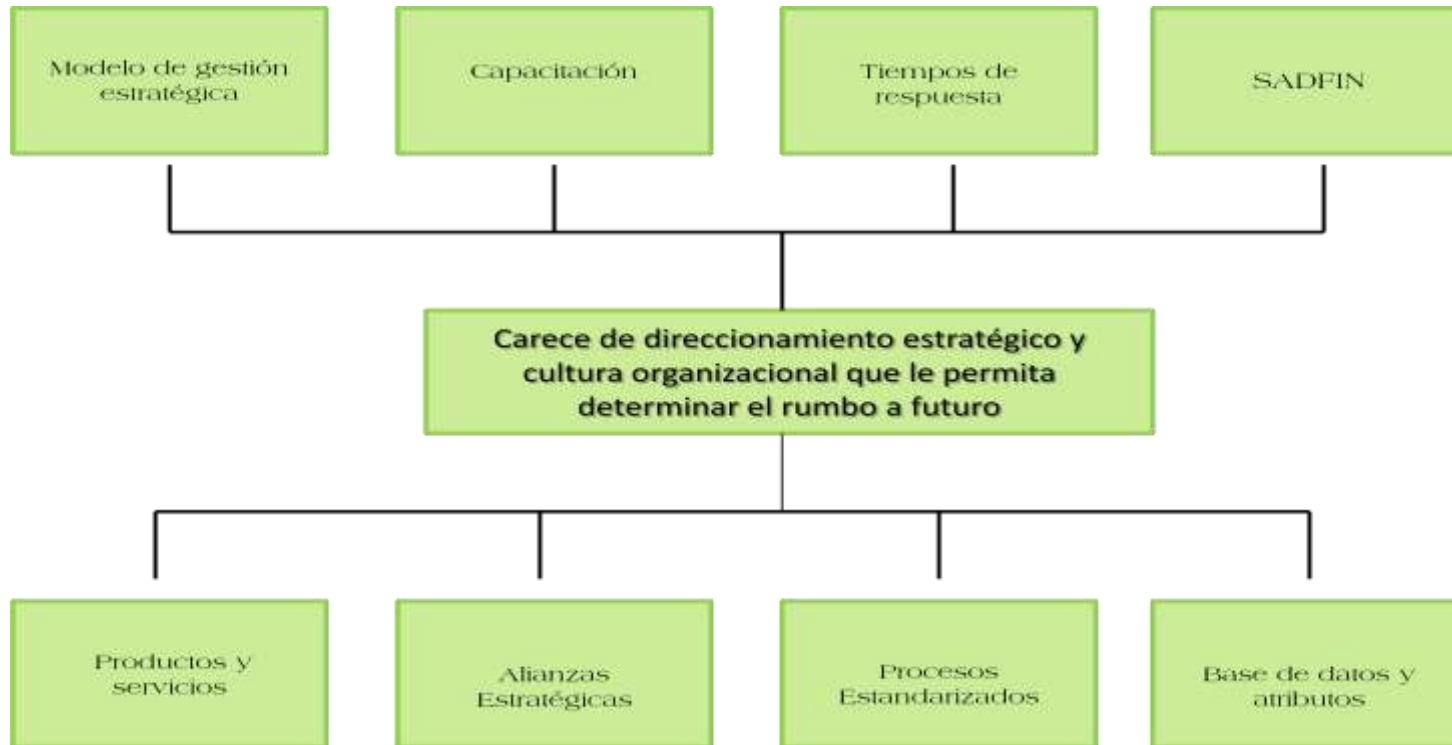 Modelo de gestión
estratégica
Capacitación
Tiempos de
respuesta
SADFIN
Carece de direccionamiento estratégico y
cultura organizacional que le permita
determinar el rumbo a futuro
Productos y
servicios
Alianzas
Estratégicas
Procesos
Estandarizados
Base de datos y
atributos